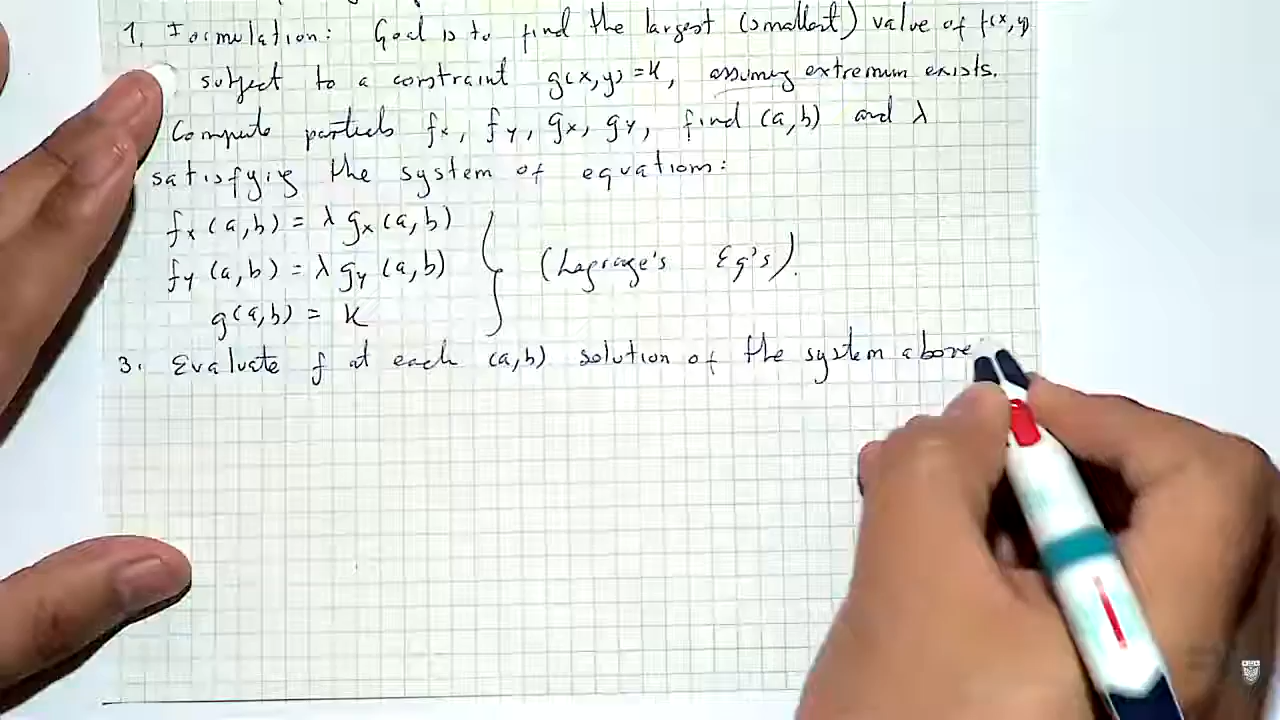 1. Formulation: Goal is to find the largest (smallest) value of f(x,y)
subject to a constraint g(x,y)=K, assuming extremum exists.
Compute partials fx, fy, gx, gy, find (a,b) and λ
satisfying the system of equations:
fx(a,b) = λ gx(a,b)
fy(a,b) = λ gy(a,b)
(Lagrage's Eq's).
g(a,b) = K
3. Evaluate f at each (a,b) solution of the system above